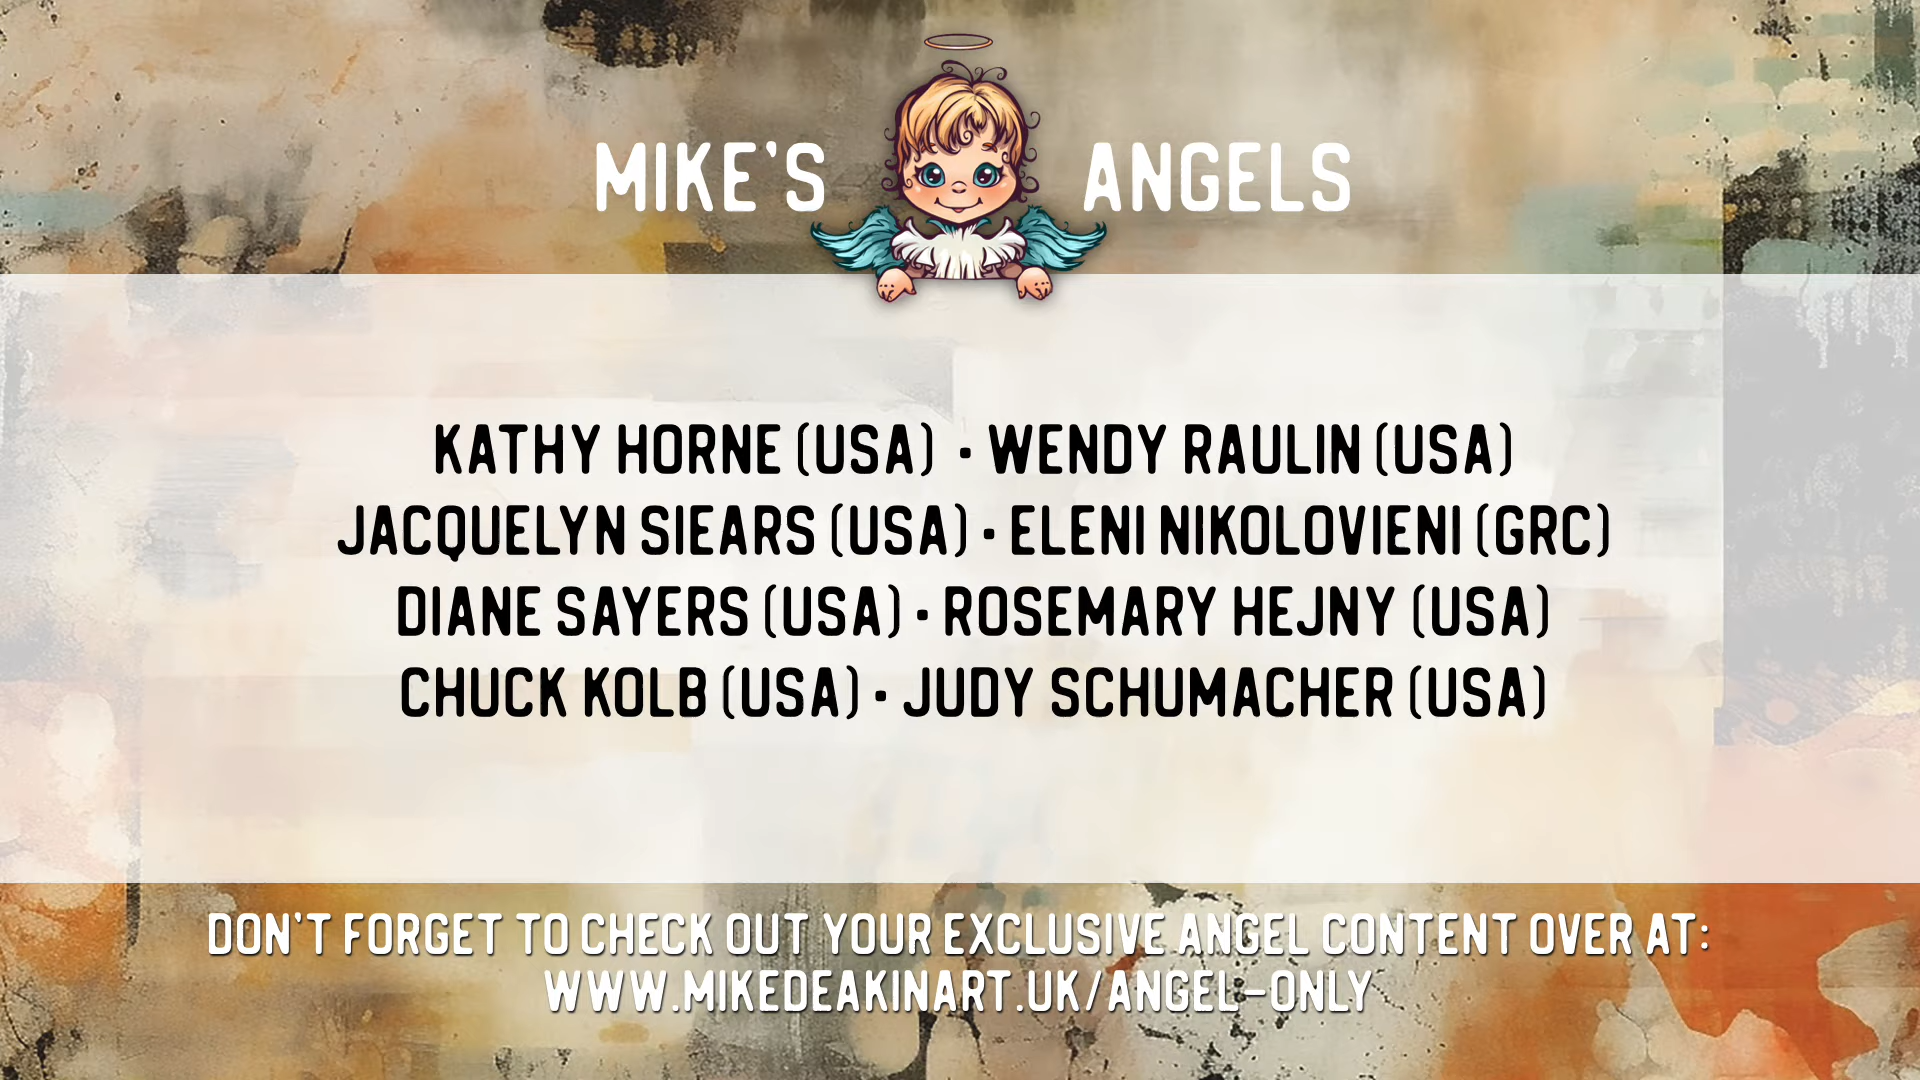 MIKE'S ANGELS
KATHY HORNE (USA) • WENDY RAULIN (USA)
JACQUELYN SIEARS (USA) • ELENI NIKOLOVIENI (GRC)
DIANE SAYERS (USA) • ROSEMARY HEJNY (USA)
CHUCK KOLB (USA) • JUDY SCHUMACHER (USA)
DON'T FORGET TO CHECK OUT YOUR EXCLUSIVE ANGEL CONTENT OVER AT:
WWW.MIKEDEAKINART.UK/ANGEL-ONLY